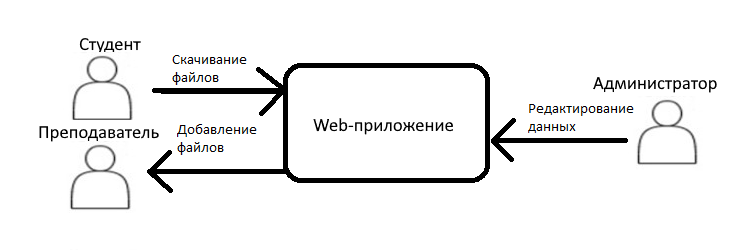 Студент
Скачивание
файлов
Преподаватель
Добавление
файлов
Web-приложение
Администратор
Редактирование
данных